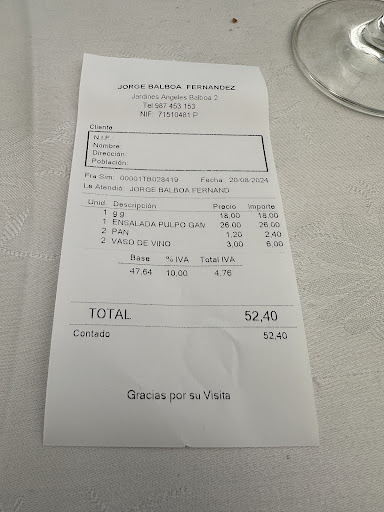 JORGE BALBOA FERNANDEZ
Jardines Angeles Balboa 2
Tel 987 453 153
NIF: 71510481 P
Cliente
N.I.F.:
Nombre:
Dirección:
Población:
Fra Sim: 00001TB028419 Fecha: 20/08/2024
Le Atendió: JORGE BALBOA FERNAND
Unid. Descripción Precio Importe
1 g g 18,00 18,00
1 ENSALADA PULPO GAN 26,00 26,00
2 PAN 1,20 2,40
2 VASO DE VINO 3,00 6,00
Base % IVA Total IVA
47,64 10,00 4,76
TOTAL 52,40
Contado 52,40
Gracias por su Visita